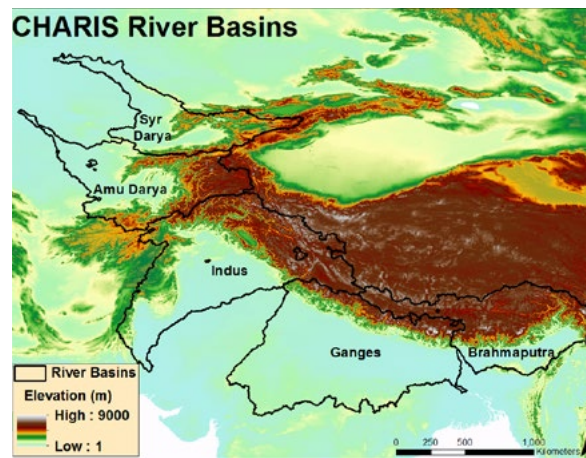 CHARIS River Basins
Syr
Darya
Amu Darya
Indus
Ganges
Brahmaputra
River Basins
Elevation (m)
High : 9000
Low : 1
0 250 500 1,000
Kilometers